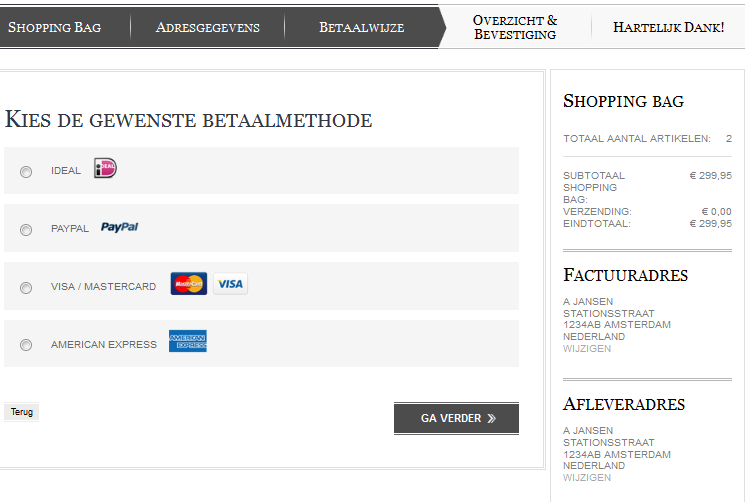 SHOPPING BAG
ADRESGEGEVENS
BETAALWIJZE
OVERZICHT &
BEVESTIGING
HARTELIJK DANK!
KIES DE GEWENSTE BETAALMETHODE
IDEAL iDEAL
PAYPAL PayPal
VISA / MASTERCARD MasterCard VISA
AMERICAN EXPRESS AMERICAN
EXPRESS
Terug
GA VERDER
SHOPPING BAG
TOTAAL AANTAL ARTIKELEN: 2
SUBTOTAAL € 299,95
SHOPPING
BAG:
VERZENDING: € 0,00
EINDTOTAAL: € 299,95
FACTUURADRES
A JANSEN
STATIONSSTRAAT
1234AB AMSTERDAM
NEDERLAND
WIJZIGEN
AFLEVERADRES
A JANSEN
STATIONSSTRAAT
1234AB AMSTERDAM
NEDERLAND
WIJZIGEN